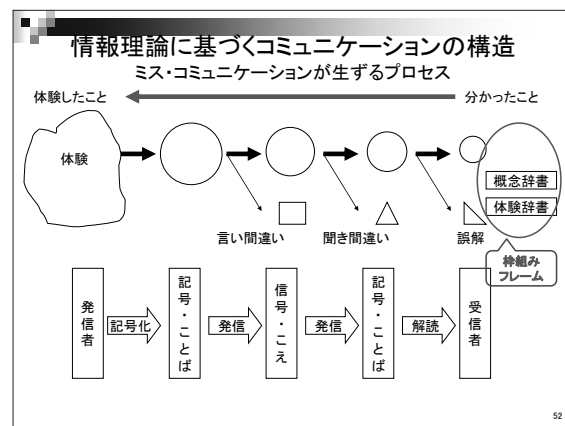 情報理論に基づくコミュニケーションの構造
ミス・コミュニケーションが生ずるプロセス
体験したこと
分かったこと
体験
概念辞書
体験辞書
言い間違い
聞き間違い
誤解
枠組み
フレーム
発信者
記号化
記号・ことば
発信
信号・こえ
発信
記号・ことば
解読
受信者
52